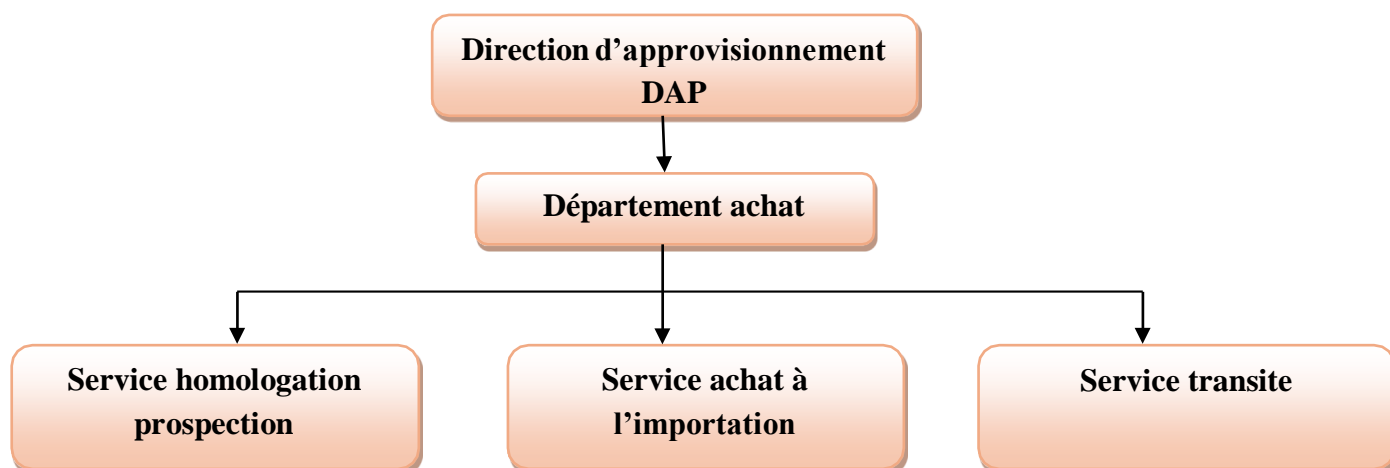 Direction d’approvisionnement
DAP
Département achat
Service homologation
prospection
Service achat à
l’importation
Service transite